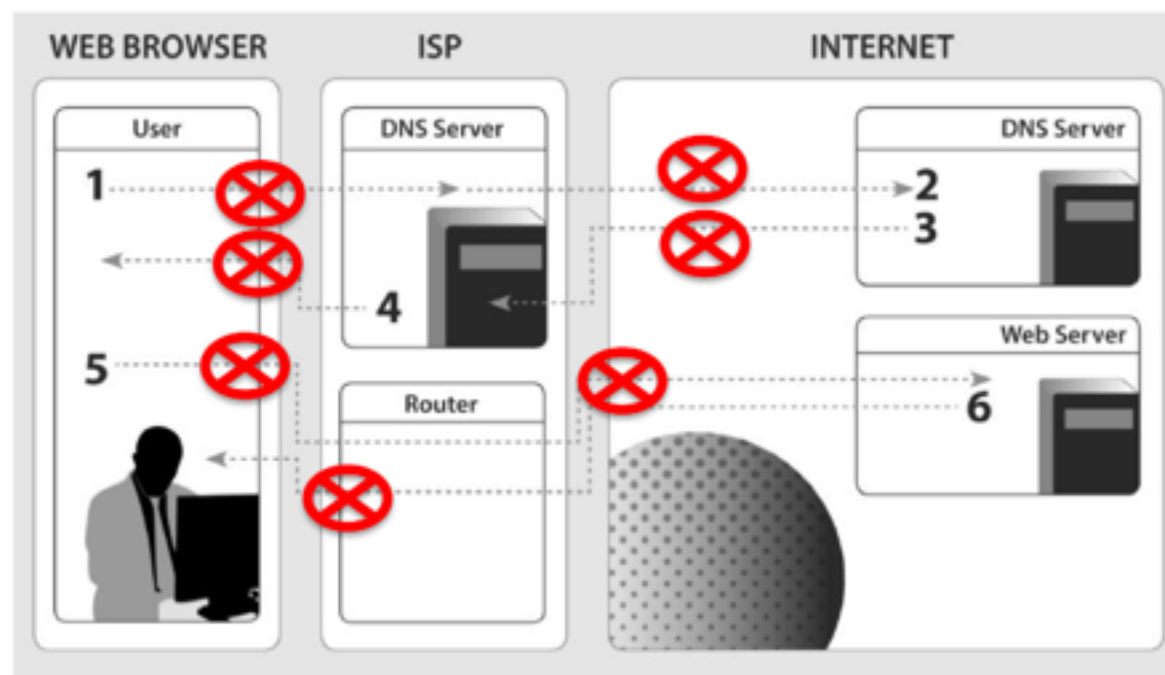 WEB BROWSER
ISP
INTERNET
User
DNS Server
DNS Server
1
2
3
4
Web Server
5
Router
6